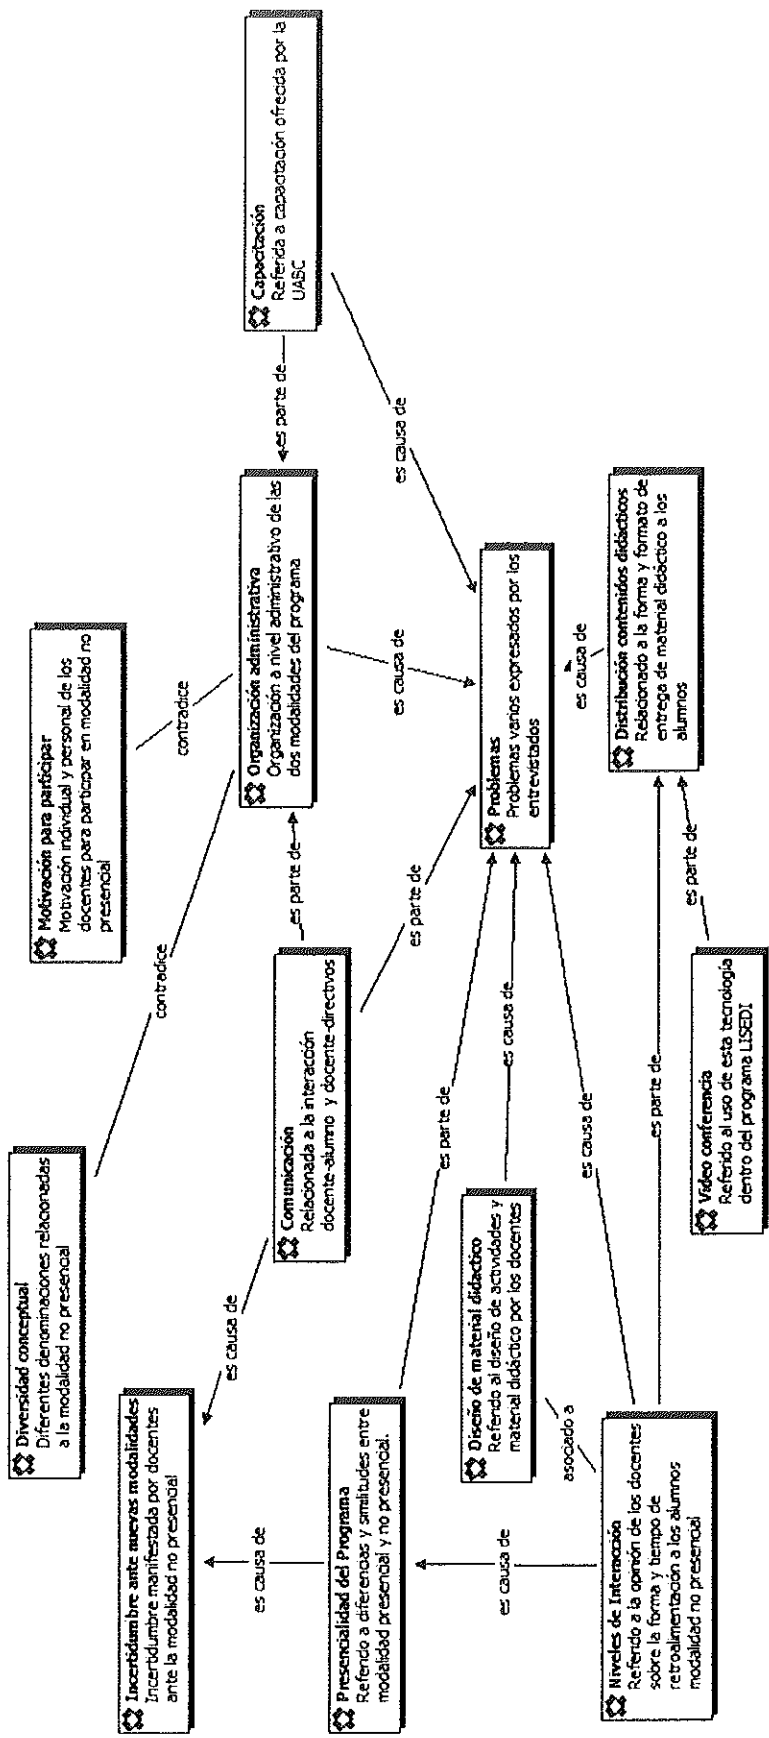 Diversidad conceptual
Diferentes denominaciones relacionadas
a la modalidad no presencial
Motivación para participar
Motivación individual y personal de los
docentes para participar en modalidad no
presencial
contradice
contradice
Incertidumbre ante nuevas modalidades
Incertidumbre manifestada por docentes
ante la modalidad no presencial
es causa de
Comunicación
Relacionada a la interacción
docente-alumno y docente-directivos
es parte de
Organización administrativa
Organización a nivel administrativo de las
dos modalidades del programa
es parte de
Capacitación
Referida a capacitación ofrecida por la
UABC
es causa de
Presencialidad del Programa
Referido a diferencias y similitudes entre
modalidad presencial y no presencial.
es parte de
es parte de
es causa de
es causa de
Diseño de material didactico
Referido al diseño de actividades y
material didáctico por los docentes
es causa de
Problemas
Problemas varios expresados por los
entrevistados
es causa de
asociado a
es causa de
es causa de
Niveles de Interacción
Referido a la opinión de los docentes
sobre la forma y tiempo de
retroalimentación a los alumnos
modalidad no presencial
es parte de
Distribución contenidos didácticos
Relacionado a la forma y formato de
entrega de material didáctico a los
alumnos
Video conferencia
Referido al uso de esta tecnología
dentro del programa LISEDI
es parte de